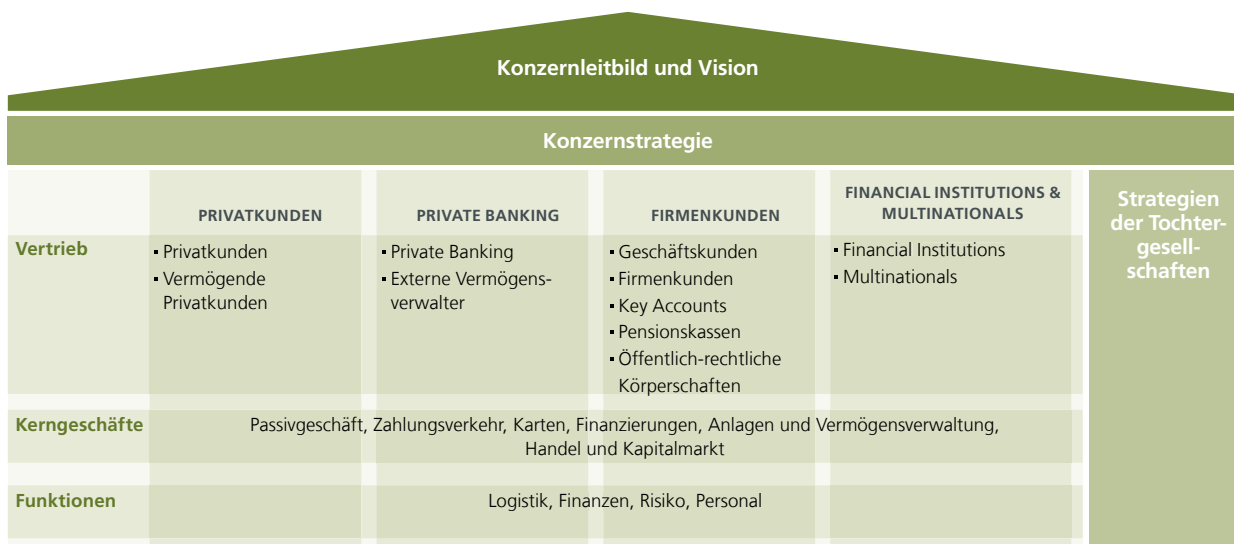 Konzernleitbild und Vision
Konzernstrategie
PRIVATKUNDEN
PRIVATE BANKING
FIRMENKUNDEN
FINANCIAL INSTITUTIONS &
MULTINATIONALS
Strategien
der Tochter-
gesell-
schaften
Vertrieb
▪ Privatkunden
▪ Vermögende
Privatkunden
▪ Private Banking
▪ Externe Vermögens-
verwalter
▪ Geschäftskunden
▪ Firmenkunden
▪ Key Accounts
▪ Pensionskassen
▪ Öffentlich-rechtliche
Körperschaften
▪ Financial Institutions
▪ Multinationals
Kerngeschäfte
Passivgeschäft, Zahlungsverkehr, Karten, Finanzierungen, Anlagen und Vermögensverwaltung,
Handel und Kapitalmarkt
Funktionen
Logistik, Finanzen, Risiko, Personal